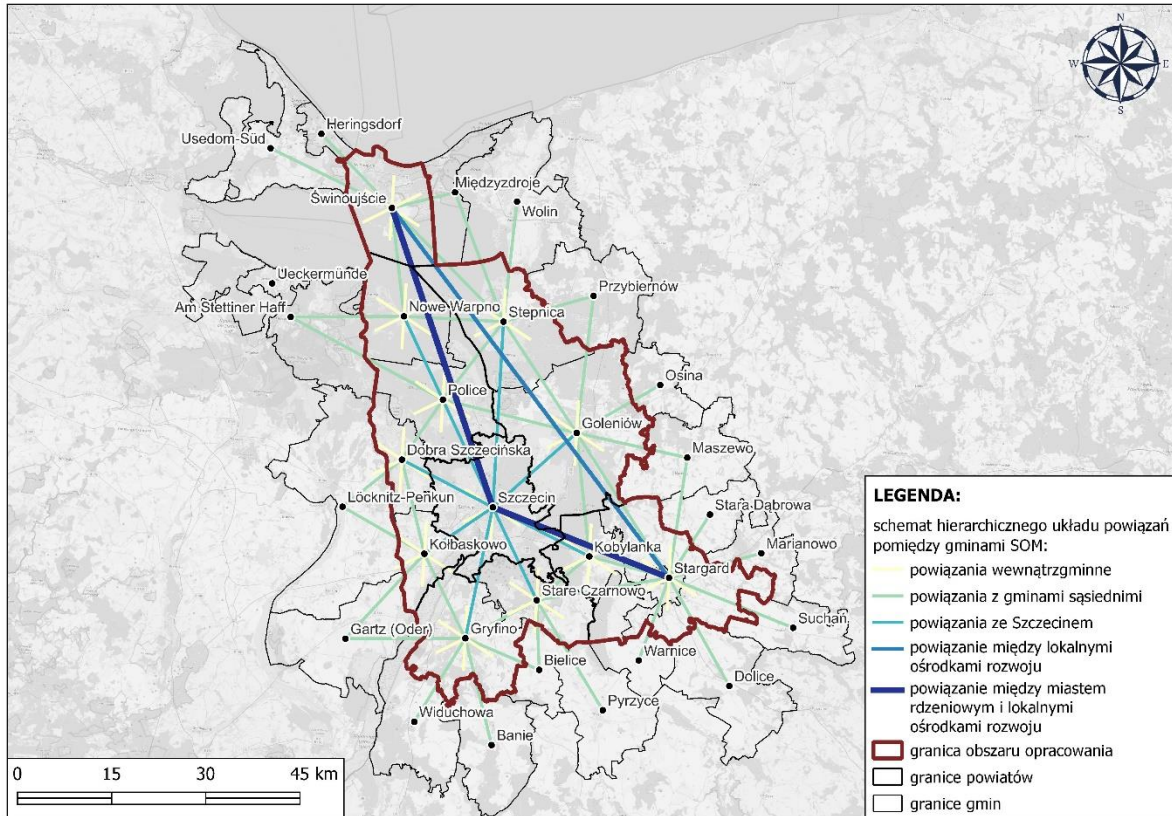 N
W
E
S
Heringsdorf
Usedom-Süd
Międzyzdroje
Świnoujście
Wolin
Ueckermünde
Przybiernów
Am Stettiner Haff
Nowe Warpno
Stepnica
Osina
Police
Goleniów
Dobra Szczecińska
Maszewo
Löcknitz-Penkun
Szczecin
Stara Dąbrowa
Kołbaskowo
Kobylanka
Marianowo
Stargard
Stare Czarnowo
Suchań
Gartz (Oder)
Gryfino
Bielice
Warnice
Dolice
Pyrzyce
Widuchowa
Banie
0 15 30 45 km
LEGENDA:
schemat hierarchicznego układu powiązań
pomiędzy gminami SOM:
powiązania wewnątrzgminne
powiązania z gminami sąsiednimi
powiązania ze Szczecinem
powiązanie między lokalnymi
ośrodkami rozwoju
powiązanie między miastem
rdzeniowym i lokalnymi
ośrodkami rozwoju
granica obszaru opracowania
granice powiatów
granice gmin